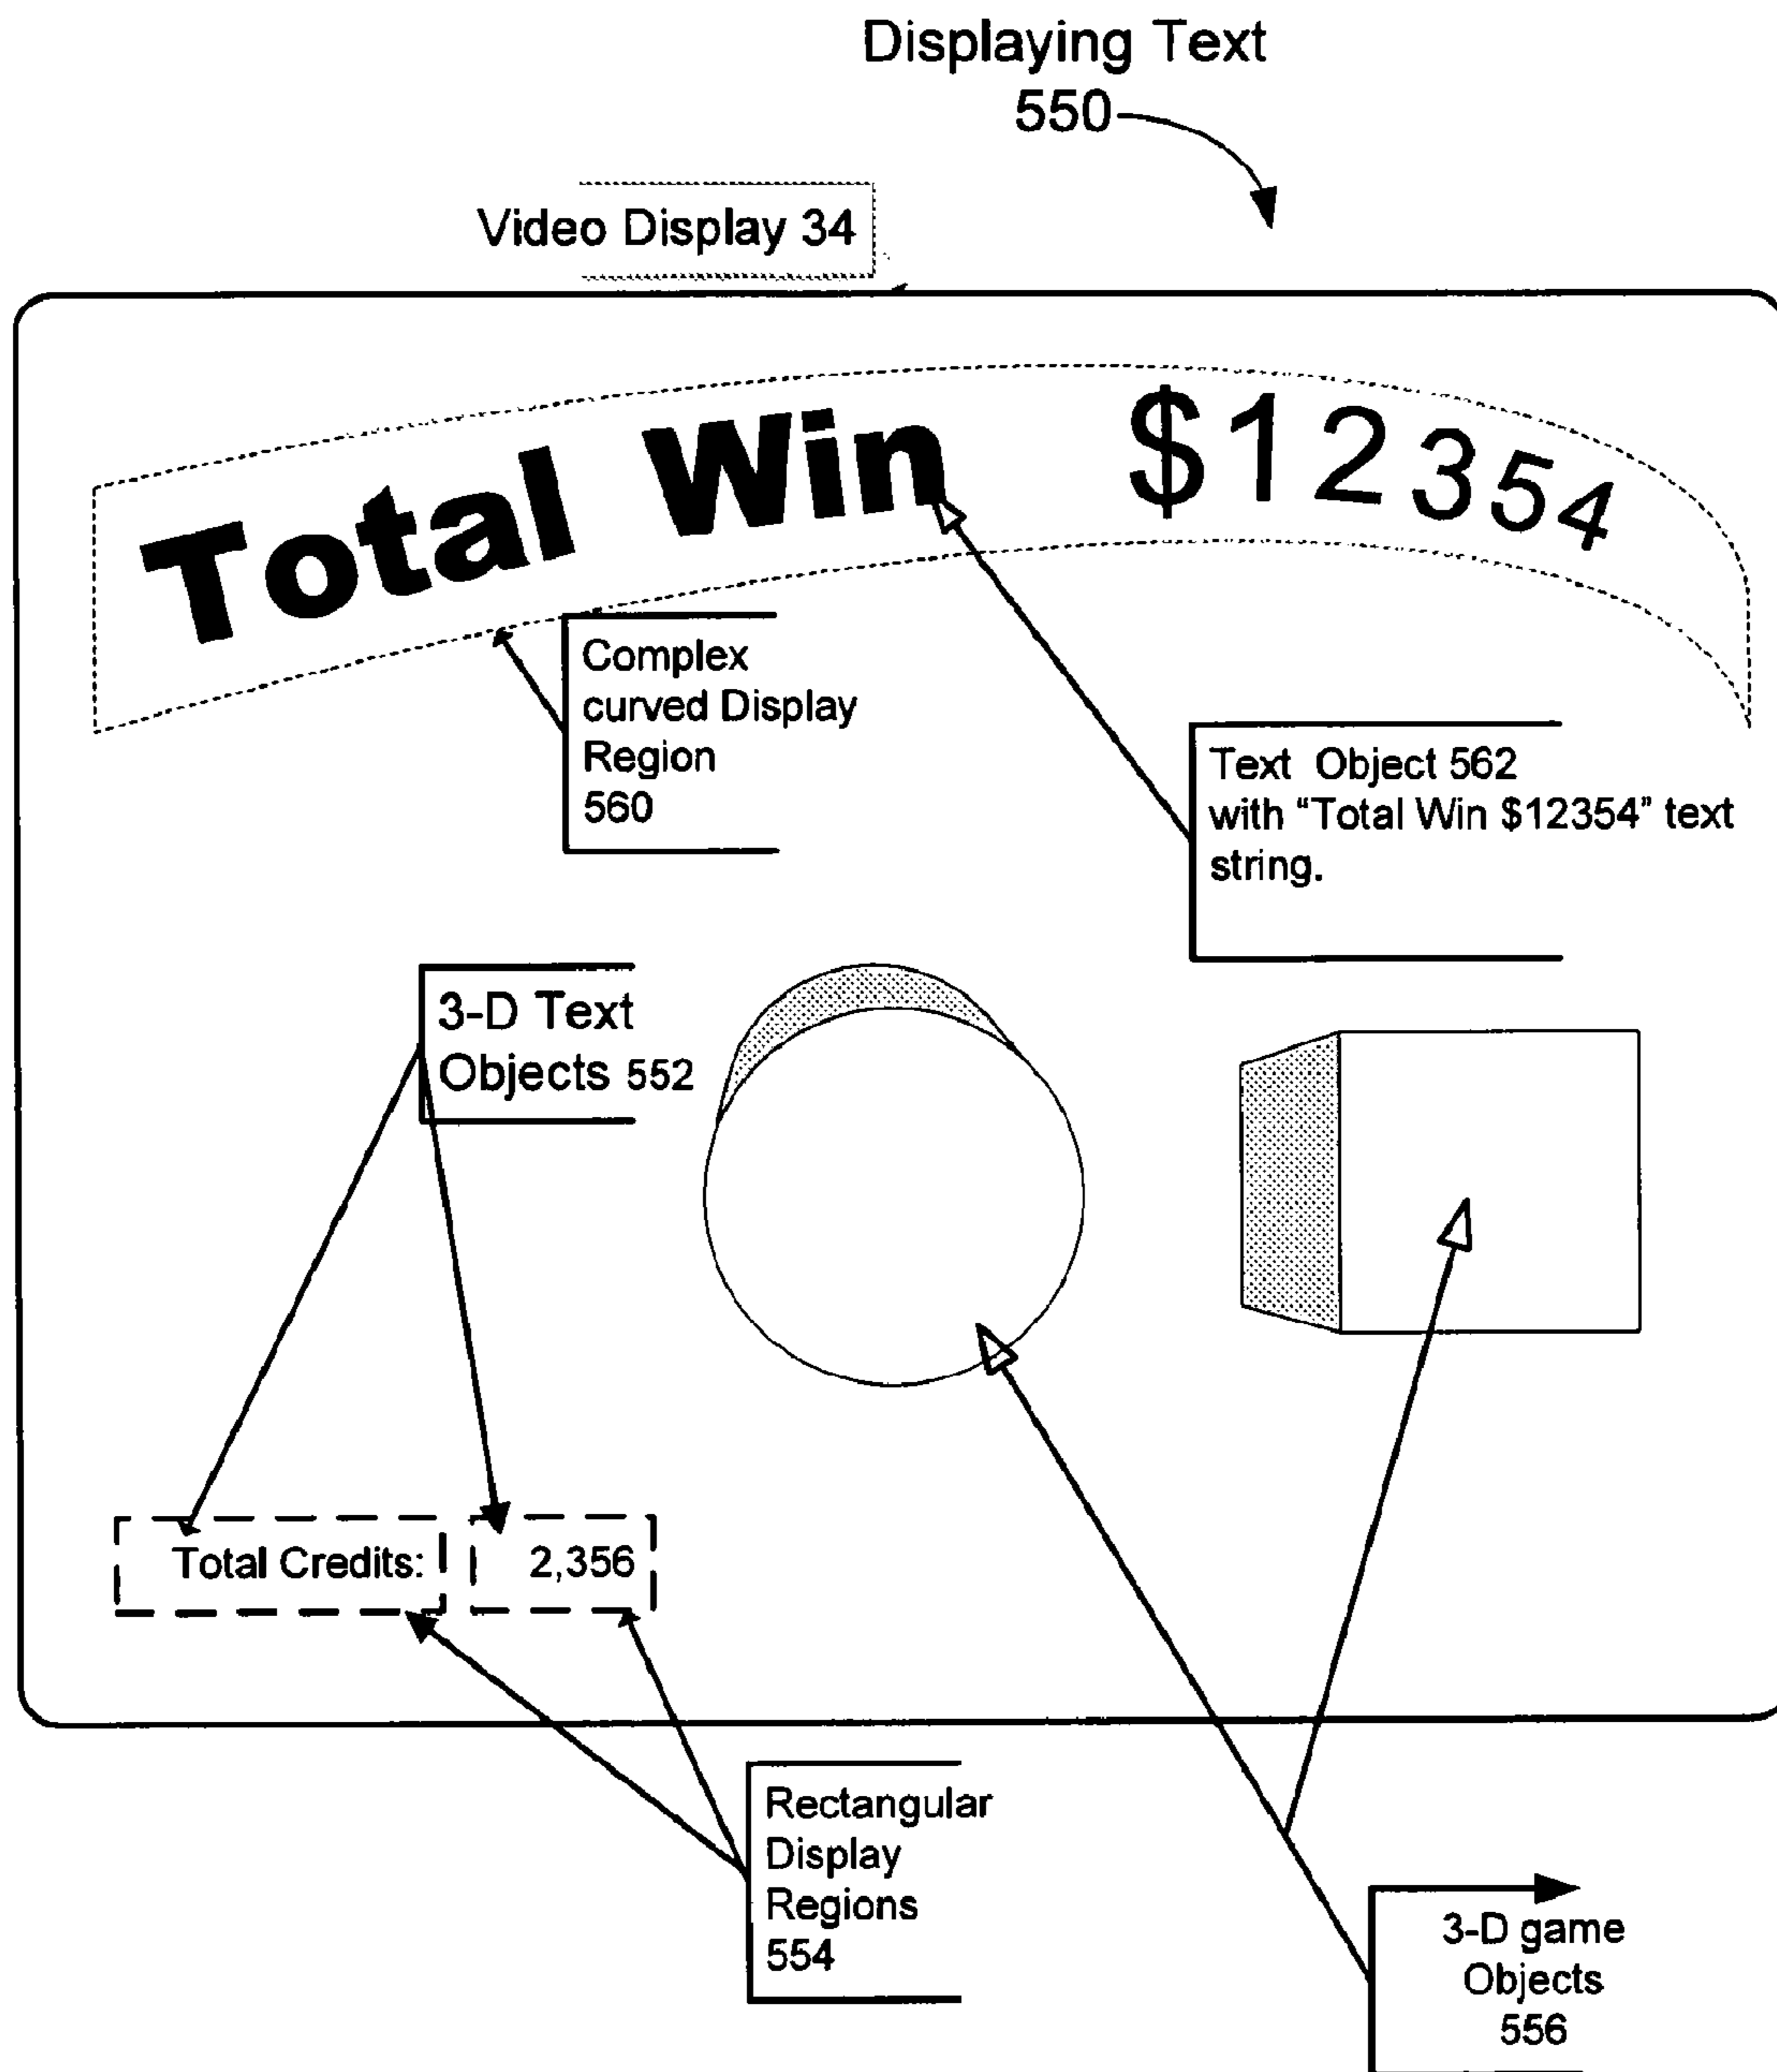 Displaying Text
550
Video Display 34
Total Win $12354
Complex
curved Display
Region
560
Text Object 562
with “Total Win $12354” text
string.
3-D Text
Objects 552
Total Credits: 2,356
Rectangular
Display
Regions
554
3-D game
Objects
556